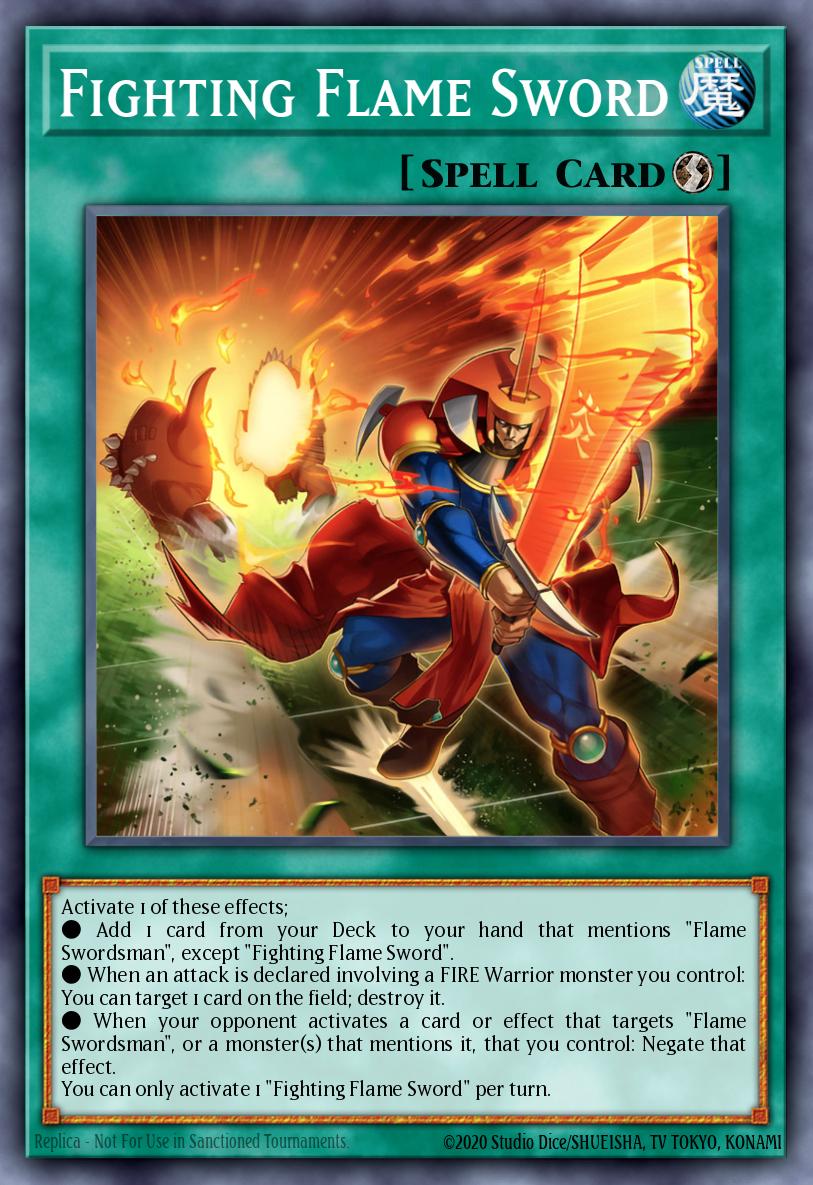 Fighting Flame Sword
SPELL
魔
[Spell Card]
炎
Activate 1 of these effects;
● Add 1 card from your Deck to your hand that mentions "Flame
Swordsman", except "Fighting Flame Sword".
● When an attack is declared involving a FIRE Warrior monster you control:
You can target 1 card on the field; destroy it.
● When your opponent activates a card or effect that targets "Flame
Swordsman", or a monster(s) that mentions it, that you control: Negate that
effect.
You can only activate 1 "Fighting Flame Sword" per turn.
Replica - Not For Use in Sanctioned Tournaments.
©2020 Studio Dice/SHUEISHA, TV TOKYO, KONAMI